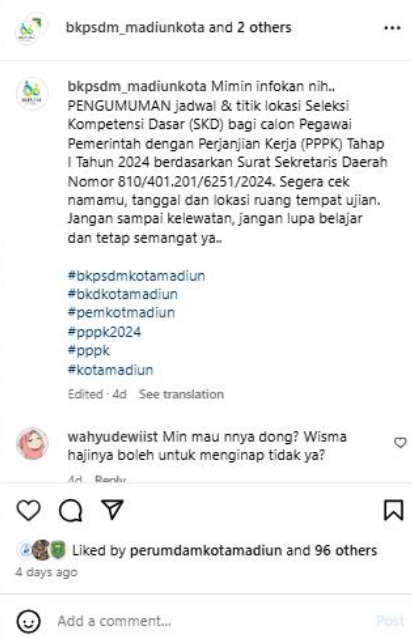 bkpsdm_madiunkota and 2 others
bkpsdm_madiunkota Mimin infokan nih..
PENGUMUMAN jadwal & titik lokasi Seleksi
Kompetensi Dasar (SKD) bagi calon Pegawai
Pemerintah dengan Perjanjian Kerja (PPPK) Tahap
I Tahun 2024 berdasarkan Surat Sekretaris Daerah
Nomor 810/401.201/6251/2024. Segera cek
namamu, tanggal dan lokasi ruang tempat ujian.
Jangan sampai kelewatan, jangan lupa belajar
dan tetap semangat ya..
#bkpsdmkotamadiun
#bkdkotamadiun
#pemkotmadiun
#pppk2024
#pppk
#kotamadiun
Edited · 4d See translation
wahyudewiist Min mau nnya dong? Wisma
hajinya boleh untuk menginap tidak ya?
4d Reply
Liked by perumdamkotamadiun and 96 others
4 days ago
Add a comment...
Post